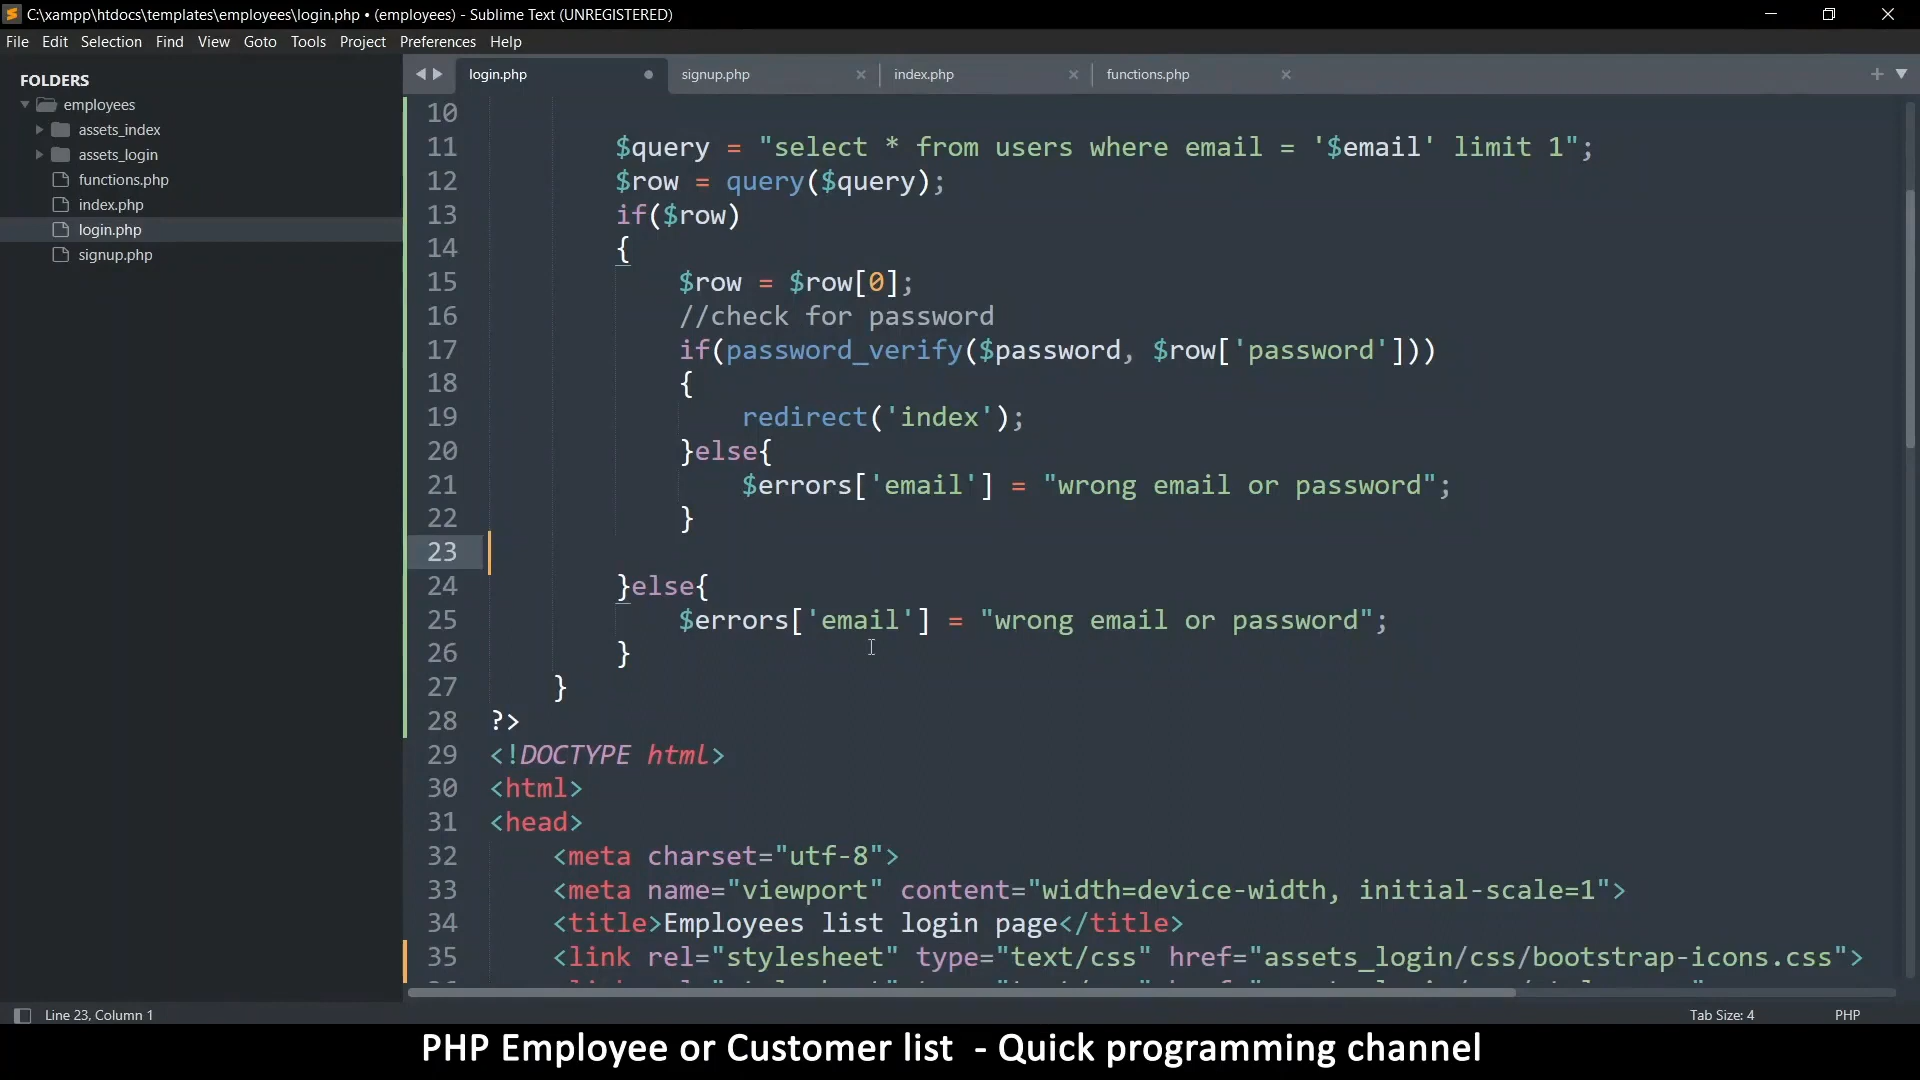 C:\xampp\htdocs\templates\employees\login.php • (employees) - Sublime Text (UNREGISTERED)
File Edit Selection Find View Goto Tools Project Preferences Help
FOLDERS
employees
assets_index
assets_login
functions.php
index.php
login.php
signup.php
login.php signup.php index.php functions.php
10
11 $query = "select * from users where email = '$email' limit 1";
12 $row = query($query);
13 if($row)
14 {
15 $row = $row[0];
16 //check for password
17 if(password_verify($password, $row['password']))
18 {
19 redirect('index');
20 }else{
21 $errors['email'] = "wrong email or password";
22 }
23
24 }else{
25 $errors['email'] = "wrong email or password";
26 }
27 }
28 ?>
29 <!DOCTYPE html>
30 <html>
31 <head>
32 <meta charset="utf-8">
33 <meta name="viewport" content="width=device-width, initial-scale=1">
34 <title>Employees list login page</title>
35 <link rel="stylesheet" type="text/css" href="assets_login/css/bootstrap-icons.css">
Line 23, Column 1 Tab Size: 4 PHP
PHP Employee or Customer list - Quick programming channel